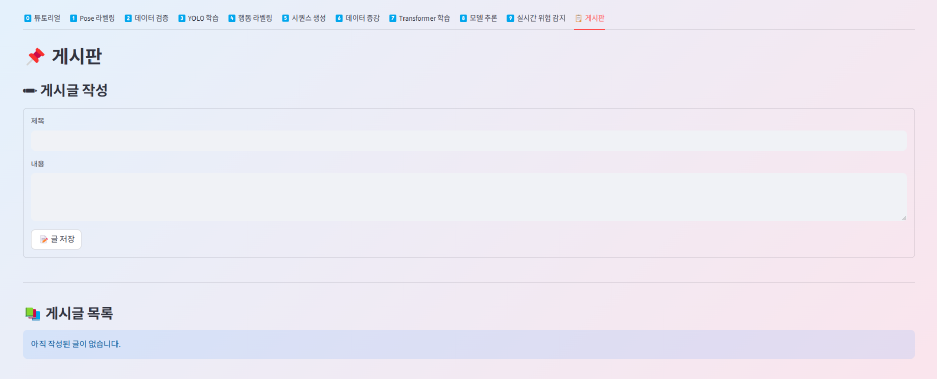 0 튜토리얼 1 Pose 라벨링 2 데이터 검증 3 YOLO 학습 4 행동 라벨링 5 시퀀스 생성 6 데이터 증강 7 Transformer 학습 8 모델 추론 9 실시간 위험 감지 게시판
게시판
게시글 작성
제목
내용
글 저장
게시글 목록
아직 작성된 글이 없습니다.